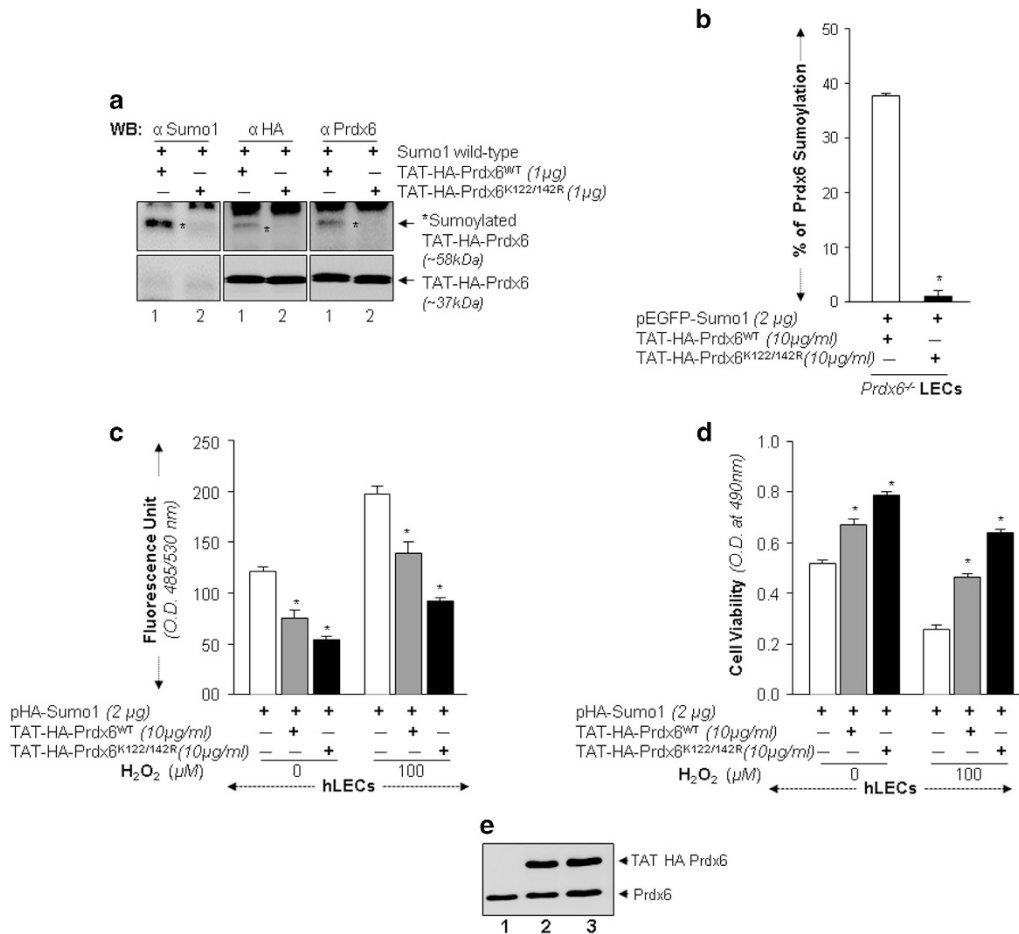 a
WB: α Sumo1 α HA α Prdx6
+ + + + + + Sumo1 wild-type
+ — + — + — TAT-HA-Prdx6WT (1µg)
— + — + — + TAT-HA-Prdx6K122/142R (1µg)
* * *
*Sumoylated
TAT-HA-Prdx6
(~58kDa)
TAT-HA-Prdx6
(~37kDa)
1 2 1 2 1 2
b
% of Prdx6 Sumoylation
50
40
30
20
10
0
*
pEGFP-Sumo1 (2 µg) + +
TAT-HA-Prdx6WT (10µg/ml) + —
TAT-HA-Prdx6K122/142R(10µg/ml) — +
Prdx6-/- LECs
c
Fluorescence Unit
(O.D. 485/530 nm)
250
200
150
100
50
00
* * * *
pHA-Sumo1 (2 µg) + + + + + +
TAT-HA-Prdx6WT (10µg/ml) — + — — + —
TAT-HA-Prdx6K122/142R(10µg/ml) — — + — — +
H2O2 (µM) 0 100
hLECs
d
Cell Viability (O.D. at 490nm)
1.0
0.8
0.6
0.4
0.2
0.0
* * * *
pHA-Sumo1 (2 µg) + + + + + +
TAT-HA-Prdx6WT (10µg/ml) — + — — + —
TAT-HA-Prdx6K122/142R(10µg/ml) — — + — — +
H2O2 (µM) 0 100
hLECs
e
TAT HA Prdx6
Prdx6
1 2 3